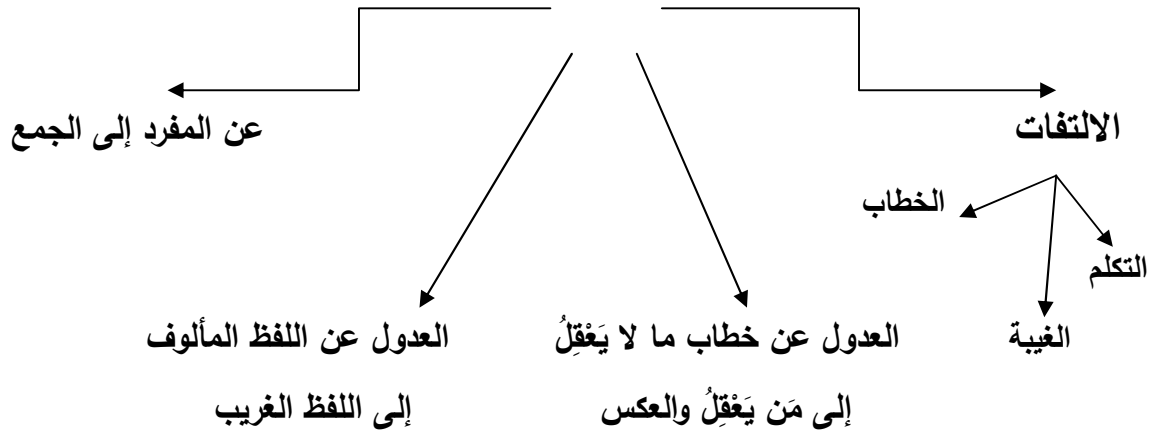 الالتفات
عن المفرد إلى الجمع
الخطاب
التكلم
الغيبة
العدول عن خطاب ما لا يَعْقِلُ
إلى مَن يَعْقِلُ والعكس
العدول عن اللفظ المألوف
إلى اللفظ الغريب